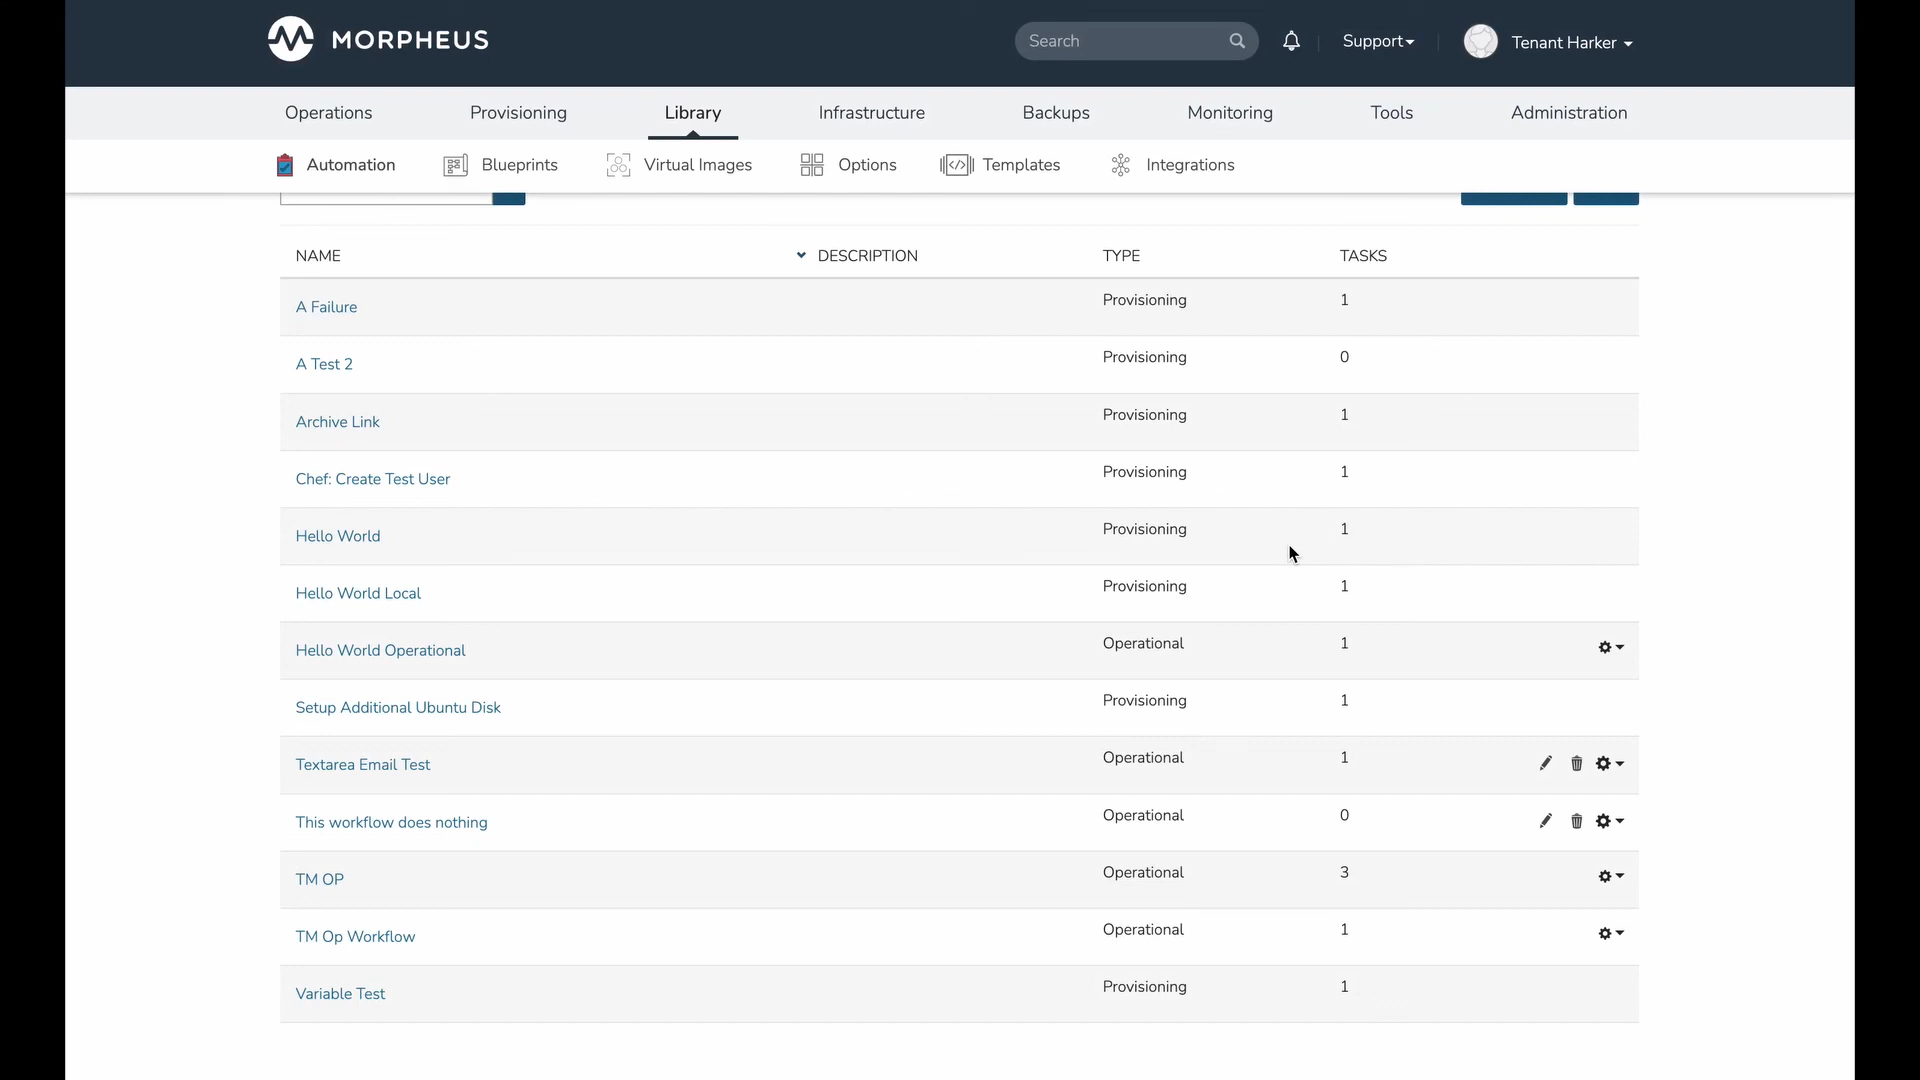 MORPHEUS
Search
Support
Tenant Harker
Operations Provisioning Library Infrastructure Backups Monitoring Tools Administration
Automation Blueprints Virtual Images Options Templates Integrations
NAME DESCRIPTION TYPE TASKS
A Failure Provisioning 1
A Test 2 Provisioning 0
Archive Link Provisioning 1
Chef: Create Test User Provisioning 1
Hello World Provisioning 1
Hello World Local Provisioning 1
Hello World Operational Operational 1
Setup Additional Ubuntu Disk Provisioning 1
Textarea Email Test Operational 1
This workflow does nothing Operational 0
TM OP Operational 3
TM Op Workflow Operational 1
Variable Test Provisioning 1